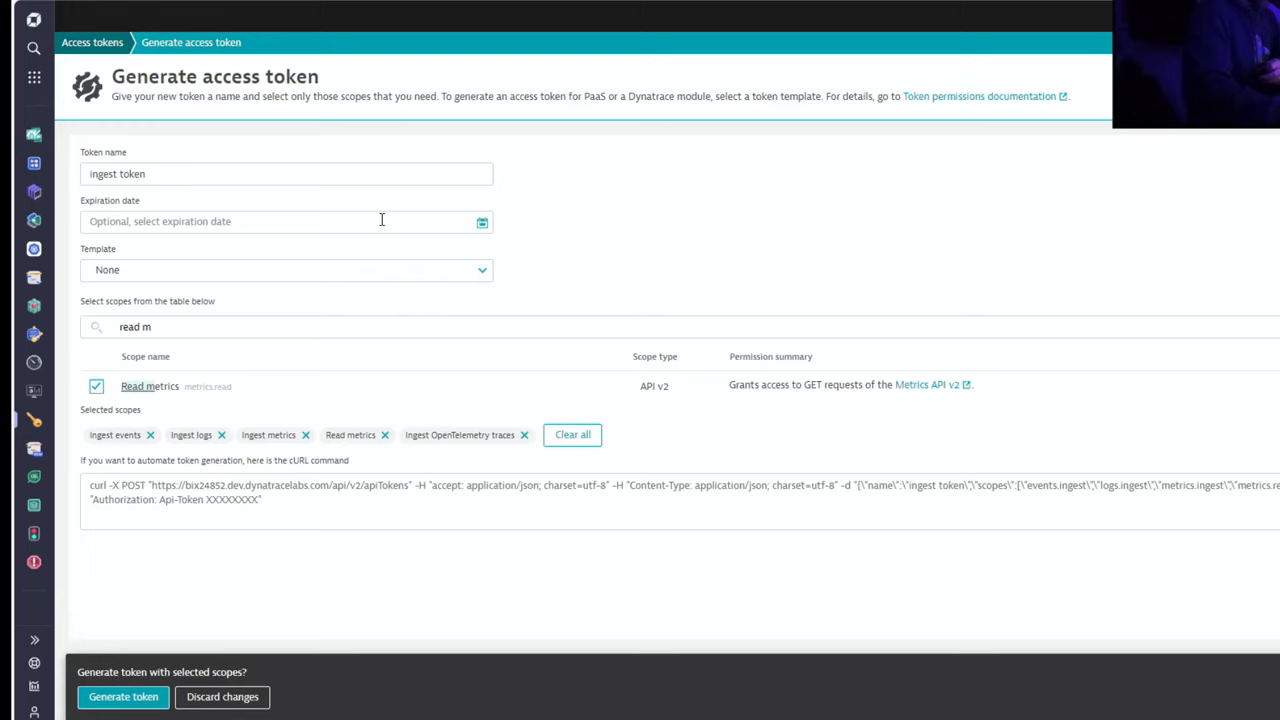 Access tokens
Generate access token
Generate access token
Give your new token a name and select only those scopes that you need. To generate an access token for PaaS or a Dynatrace module, select a token template. For details, go to Token permissions documentation.
Token name
ingest token
Expiration date
Optional, select expiration date
Template
None
Select scopes from the table below
read m
Scope name Scope type Permission summary
Read metrics metrics.read API v2 Grants access to GET requests of the Metrics API v2.
Selected scopes
Ingest events Ingest logs Ingest metrics Read metrics Ingest OpenTelemetry traces Clear all
If you want to automate token generation, here is the cURL command
curl -X POST "https://bix24852.dev.dynatracelabs.com/api/v2/apiTokens" -H "accept: application/json; charset=utf-8" -H "Content-Type: application/json; charset=utf-8" -d "{\"name\":\"ingest token\",\"scopes\":[\"events.ingest\",\"logs.ingest\",\"metrics.ingest\",\"metrics.re
"Authorization: Api-Token XXXXXXXX"
Generate token with selected scopes?
Generate token Discard changes